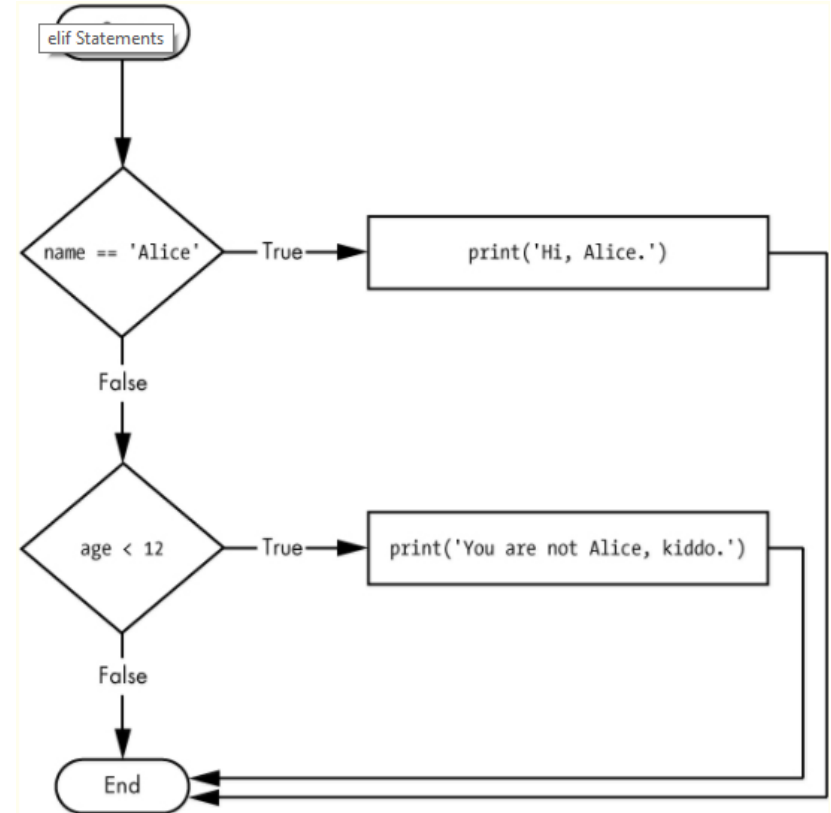 elif Statements
name == 'Alice'
True
print('Hi, Alice.')
False
age < 12
True
print('You are not Alice, kiddo.')
False
End